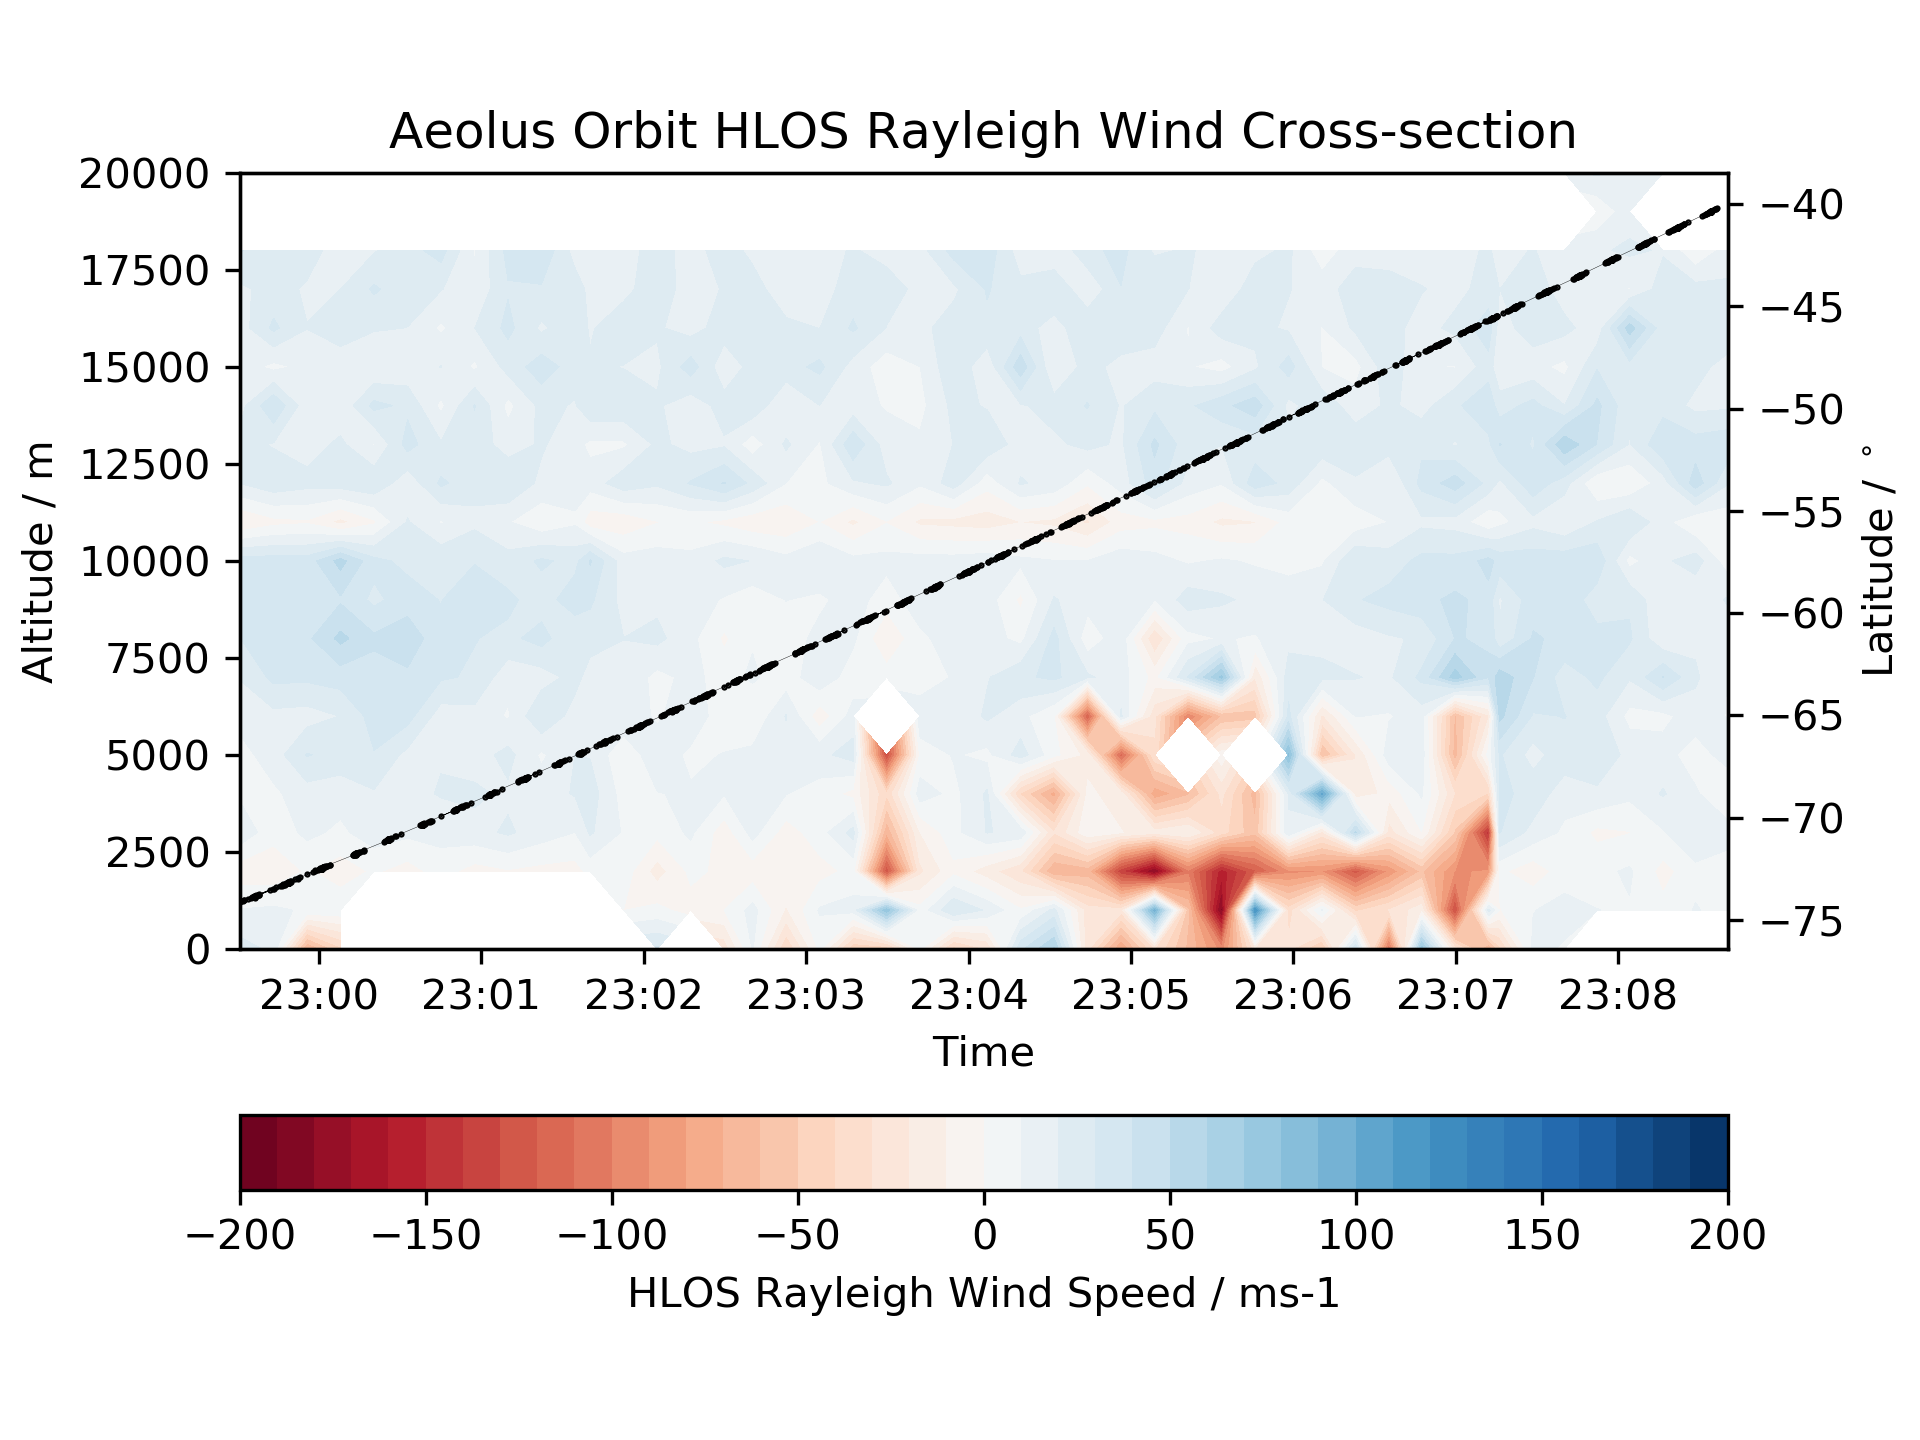 Aeolus Orbit HLOS Rayleigh Wind Cross-section
20000
17500
15000
12500
10000
7500
5000
2500
0
Altitude / m
−40
−45
−50
−55
−60
−65
−70
−75
Latitude / °
23:00 23:01 23:02 23:03 23:04 23:05 23:06 23:07 23:08
Time
−200 −150 −100 −50 0 50 100 150 200
HLOS Rayleigh Wind Speed / ms-1